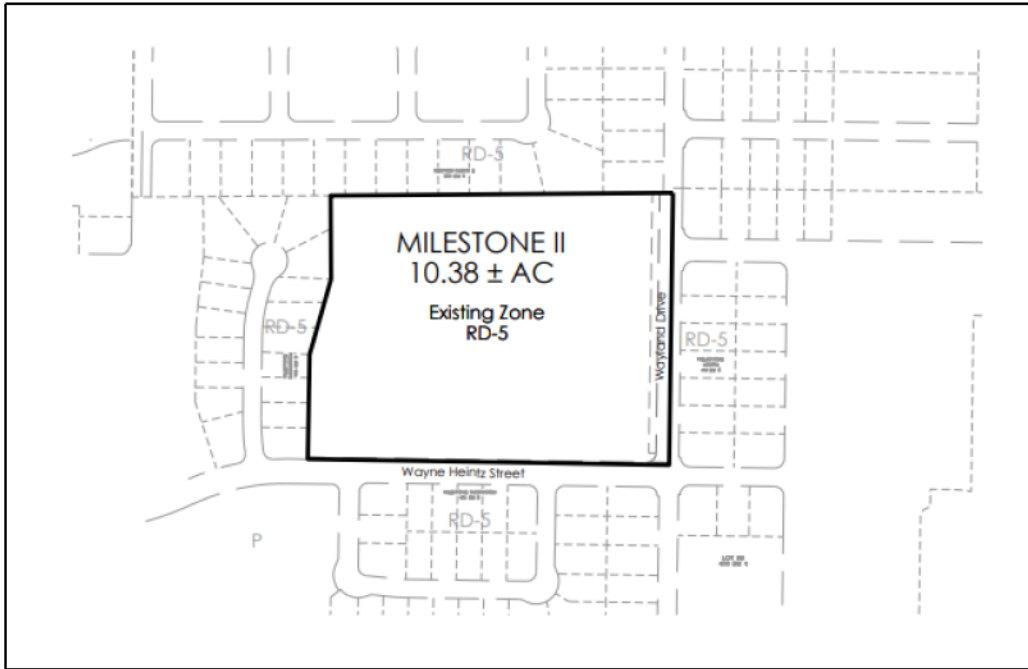 RD-5
MILESTONE II
10.38 ± AC
Existing Zone
RD-5
Wayland Drive
RD-5
RD-5
Wayne Heintz Street
RD-5
P